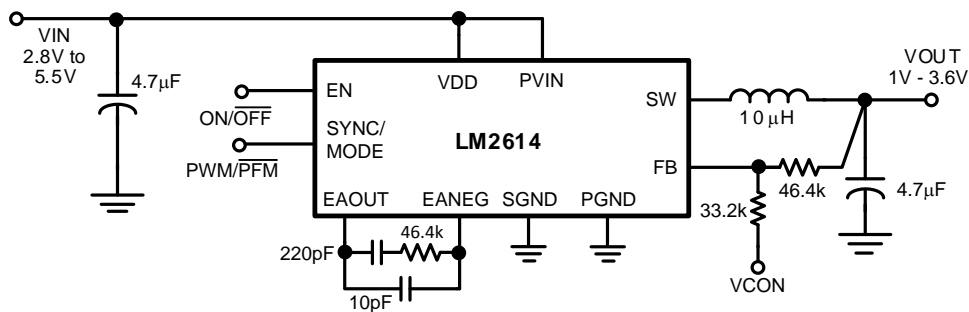 VIN
2.8V to
5.5V
4.7μF
VDD
PVIN
VOUT
1V - 3.6V
EN
ON/OFF
SW
10 μH
SYNC/
MODE
PWM/PFM
LM2614
FB
46.4k
4.7μF
33.2k
EAOUT
EANEG
SGND
PGND
220pF
46.4k
10pF
VCON